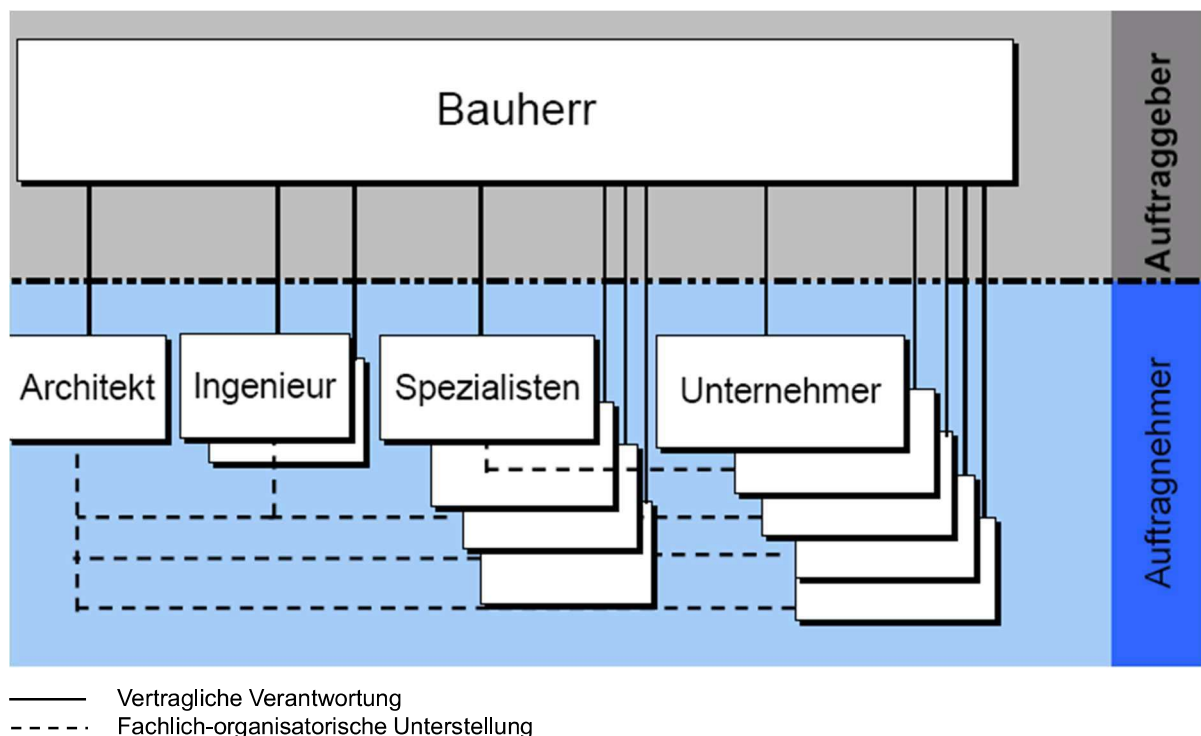 Bauherr
Auftraggeber
Architekt
Ingenieur
Spezialisten
Unternehmer
Auftragnehmer
Vertragliche Verantwortung
Fachlich-organisatorische Unterstellung